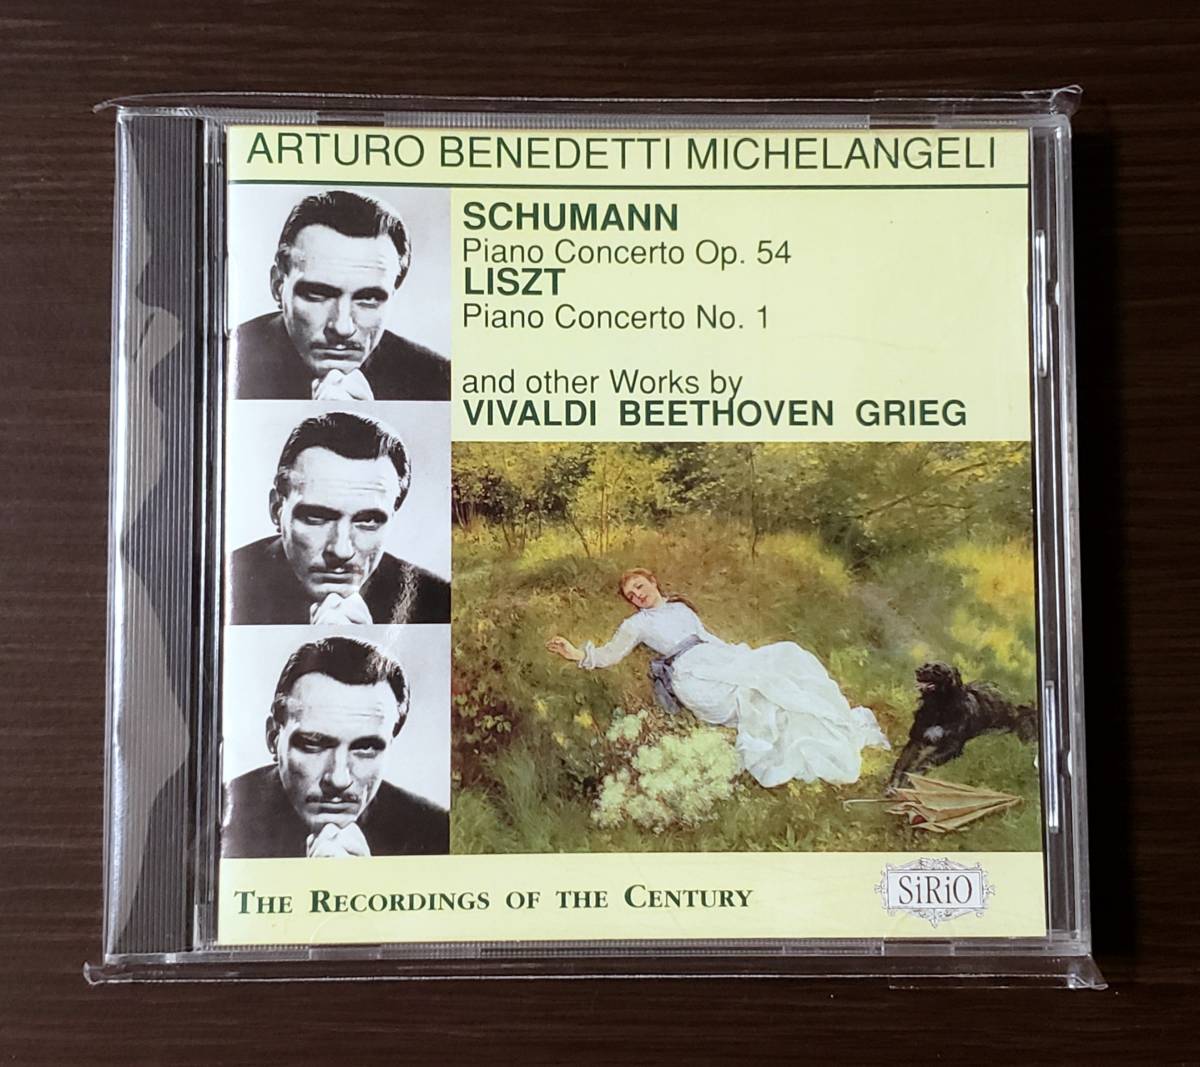 ARTURO BENEDETTI MICHELANGELI
SCHUMANN
Piano Concerto Op. 54
LISZT
Piano Concerto No. 1
and other Works by
VIVALDI BEETHOVEN GRIEG
THE RECORDINGS OF THE CENTURY
SiRiO